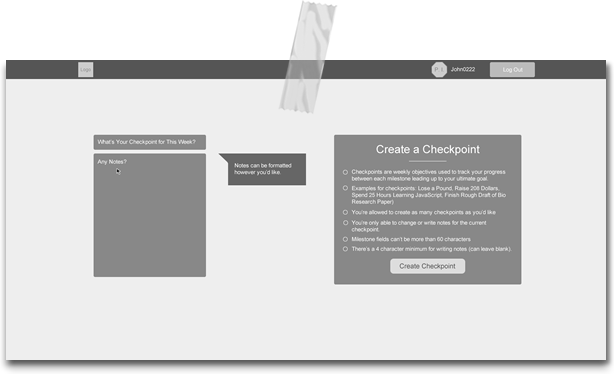 Logo
P I John0222
Log Out
What's Your Checkpoint for This Week?
Any Notes?
Notes can be formatted
however you'd like.
Create a Checkpoint
Checkpoints are weekly objectives used to track your progress
between each milestone leading up to your ultimate goal.
Examples for checkpoints: Lose a Pound, Raise 208 Dollars,
Spend 25 Hours Learning JavaScript, Finish Rough Draft of Bio
Research Paper)
You're allowed to create as many checkpoints as you'd like
You're only able to change or write notes for the current
checkpoint.
Milestone fields can't be more than 60 characters
There's a 4 character minimum for writing notes (can leave blank).
Create Checkpoint